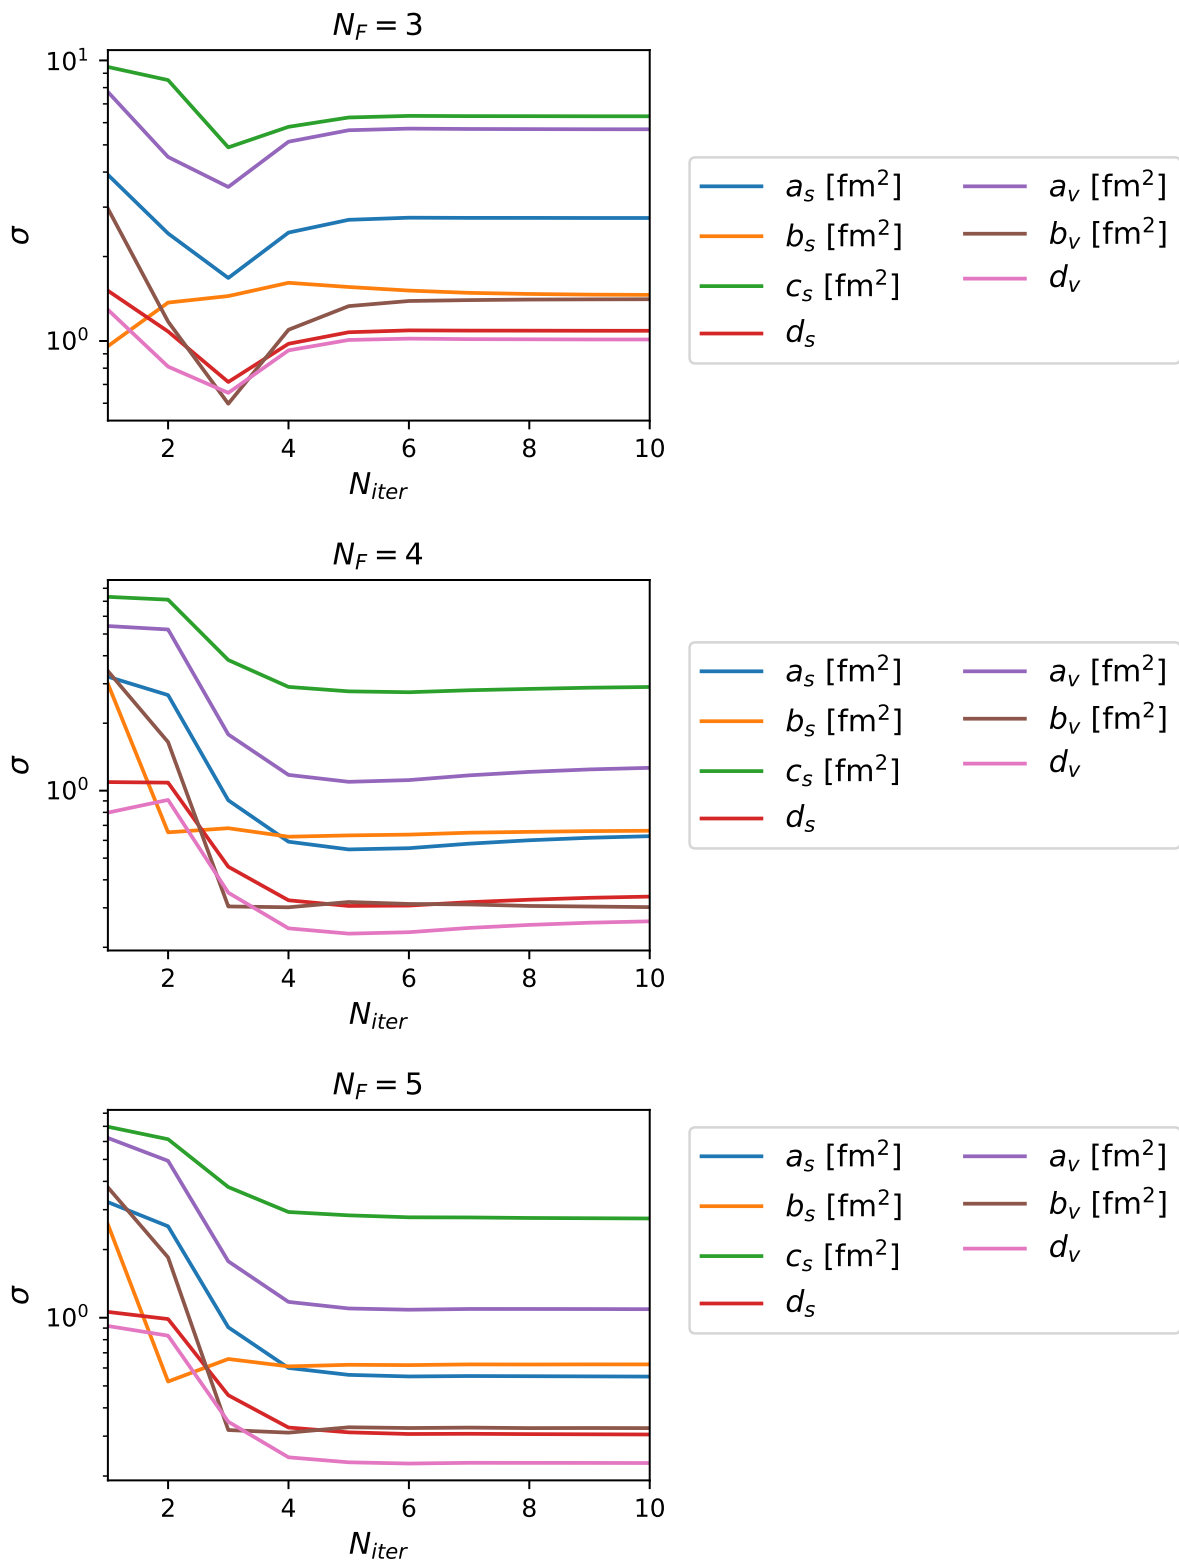 N_F = 3
10^1
10^0
σ
2 4 6 8 10
N_iter
a_s [fm^2] a_v [fm^2]
b_s [fm^2] b_v [fm^2]
c_s [fm^2] d_v
d_s
N_F = 4
10^0
σ
2 4 6 8 10
N_iter
a_s [fm^2] a_v [fm^2]
b_s [fm^2] b_v [fm^2]
c_s [fm^2] d_v
d_s
N_F = 5
10^0
σ
2 4 6 8 10
N_iter
a_s [fm^2] a_v [fm^2]
b_s [fm^2] b_v [fm^2]
c_s [fm^2] d_v
d_s